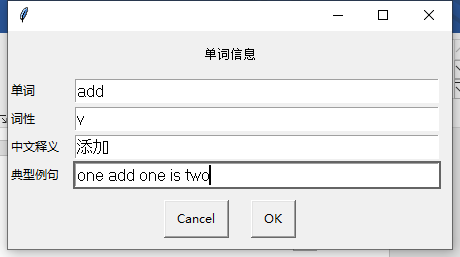 单词信息
单词 add
词性 v
中文释义 添加
典型例句 one add one is two
Cancel OK